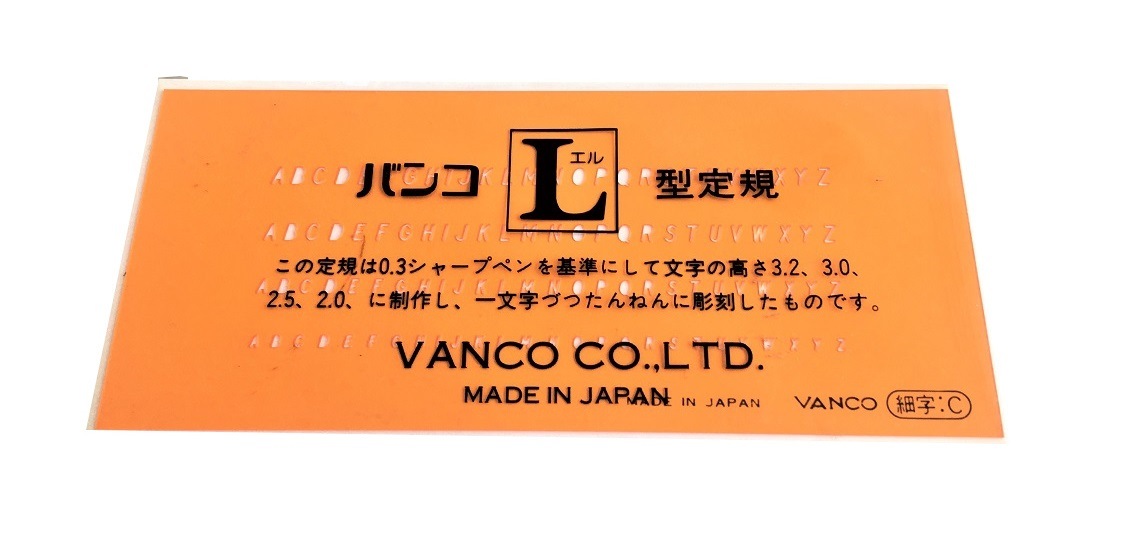 バンコ L エル 型定規
ABCDEFGHIJKLMNOPQRSTUVWXYZ
ABCDEFGHIJKLMNOPQRSTUVWXYZ
この定規は0.3シャープペンを基準にして文字の高さ3.2、3.0、
ABCDEFGHIJKLMNOPQRSTUVWXYZ
2.5、2.0、に制作し、一文字づつたんねんに彫刻したものです。
ABCDEFGHIJKLMNOPQRSTUVWXYZ
VANCO CO.,LTD.
MADE IN JAPAN
MADE IN JAPAN VANCO 細字:C